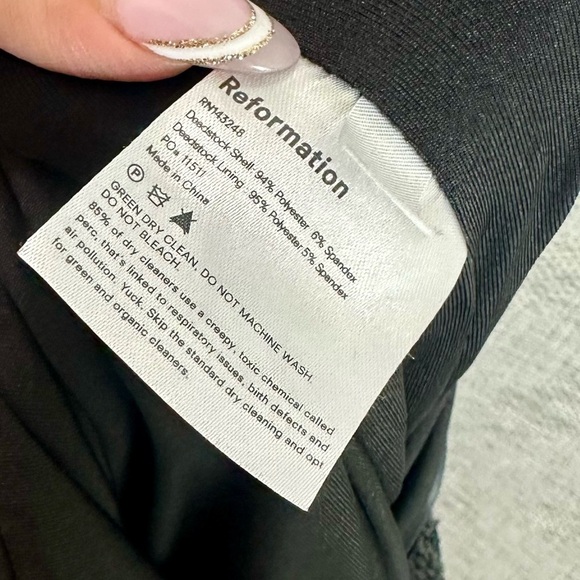 Reformation
RN143248
Deadstock Shell: 94% Polyester 6% Spandex
Deadstock Lining: 95% Polyester 5% Spandex
PO# 11511
Made in China
P
GREEN DRY CLEAN. DO NOT MACHINE WASH.
DO NOT BLEACH.
85% of dry cleaners use a creepy, toxic chemical called
perc, that's linked to respiratory issues, birth defects and
air pollution. Yuck. Skip the standard dry cleaning and opt
for green and organic cleaners.